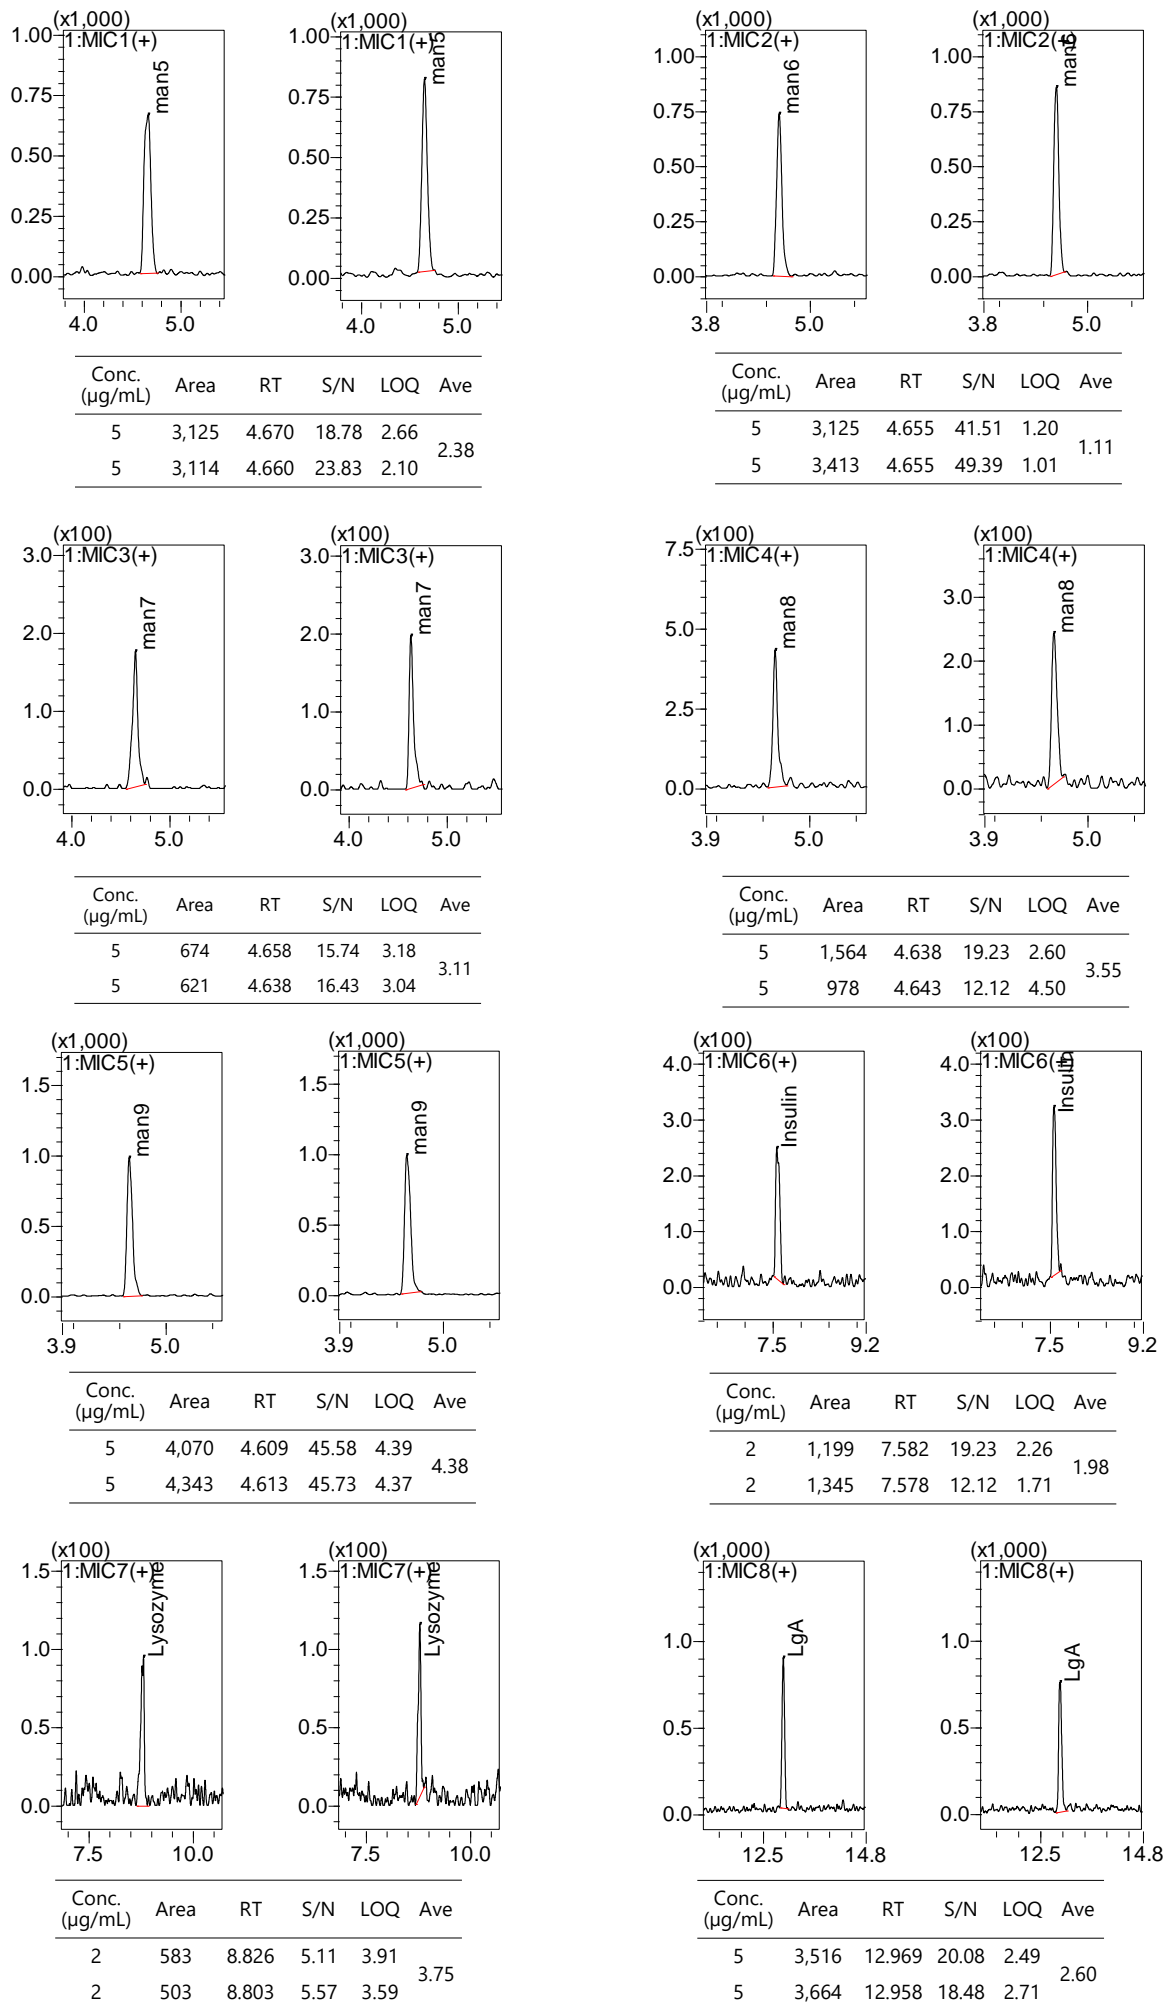 (x1,000)
1:MIC1(+)
man5
1.00
0.75
0.50
0.25
0.00
4.0 5.0
(x1,000)
1:MIC1(+)
man5
1.00
0.75
0.50
0.25
0.00
4.0 5.0
(x1,000)
1:MIC2(+)
man6
1.00
0.75
0.50
0.25
0.00
3.8 5.0
(x1,000)
1:MIC2(+)
1.00
0.75
0.50
0.25
0.00
3.8 5.0
Conc. (μg/mL) Area RT S/N LOQ Ave
5 3,125 4.670 18.78 2.66
2.38
5 3,114 4.660 23.83 2.10
Conc. (μg/mL) Area RT S/N LOQ Ave
5 3,125 4.655 41.51 1.20
1.11
5 3,413 4.655 49.39 1.01
(x100)
1:MIC3(+)
man7
3.0
2.0
1.0
0.0
4.0 5.0
(x100)
1:MIC3(+)
man7
3.0
2.0
1.0
0.0
4.0 5.0
(x100)
1:MIC4(+)
man8
7.5
5.0
2.5
0.0
3.9 5.0
(x100)
1:MIC4(+)
man8
3.0
2.0
1.0
0.0
3.9 5.0
Conc. (μg/mL) Area RT S/N LOQ Ave
5 674 4.658 15.74 3.18
3.11
5 621 4.638 16.43 3.04
Conc. (μg/mL) Area RT S/N LOQ Ave
5 1,564 4.638 19.23 2.60
3.55
5 978 4.643 12.12 4.50
(x1,000)
1:MIC5(+)
man9
1.5
1.0
0.5
0.0
3.9 5.0
(x1,000)
1:MIC5(+)
man9
1.5
1.0
0.5
0.0
3.9 5.0
(x100)
1:MIC6(+)
Insulin
4.0
3.0
2.0
1.0
0.0
7.5 9.2
(x100)
1:MIC6(+)
Insulin
4.0
3.0
2.0
1.0
0.0
7.5 9.2
Conc. (μg/mL) Area RT S/N LOQ Ave
5 4,070 4.609 45.58 4.39
4.38
5 4,343 4.613 45.73 4.37
Conc. (μg/mL) Area RT S/N LOQ Ave
2 1,199 7.582 19.23 2.26
1.98
2 1,345 7.578 12.12 1.71
(x100)
1:MIC7(+)
Lysozyme
1.5
1.0
0.5
0.0
7.5 10.0
(x100)
1:MIC7(+)
Lysozyme
1.5
1.0
0.5
0.0
7.5 10.0
(x1,000)
1:MIC8(+)
LgA
1.0
0.5
0.0
12.5 14.8
(x1,000)
1:MIC8(+)
LgA
1.0
0.5
0.0
12.5 14.8
Conc. (μg/mL) Area RT S/N LOQ Ave
2 583 8.826 5.11 3.91
3.75
2 503 8.803 5.57 3.59
Conc. (μg/mL) Area RT S/N LOQ Ave
5 3,516 12.969 20.08 2.49
2.60
5 3,664 12.958 18.48 2.71